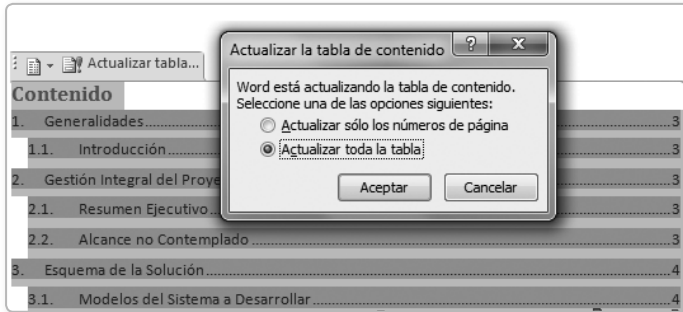 Actualizar la tabla de contenido
Actualizar tabla...
Word está actualizando la tabla de contenido.
Seleccione una de las opciones siguientes:
Actualizar sólo los números de página
Actualizar toda la tabla
Aceptar Cancelar
Contenido
1. Generalidades 3
1.1. Introducción 3
2. Gestión Integral del Proye 3
2.1. Resumen Ejecutivo 3
2.2. Alcance no Contemplado 3
3. Esquema de la Solución 4
3.1. Modelos del Sistema a Desarrollar 4